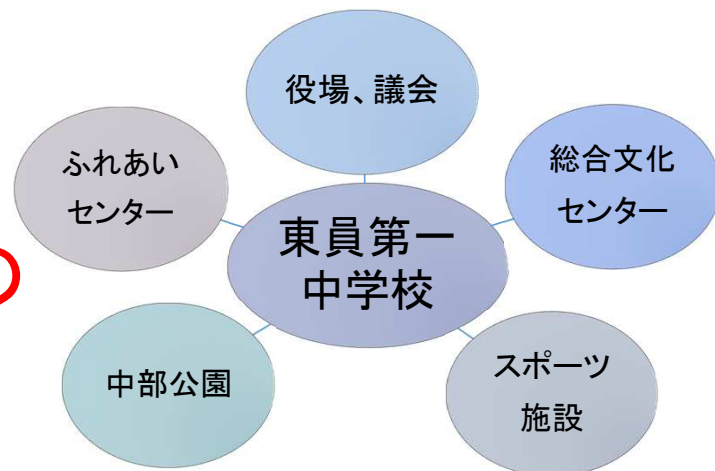 役場、議会
ふれあい
センター
総合文化
センター
東員第一
中学校
中部公園
スポーツ
施設